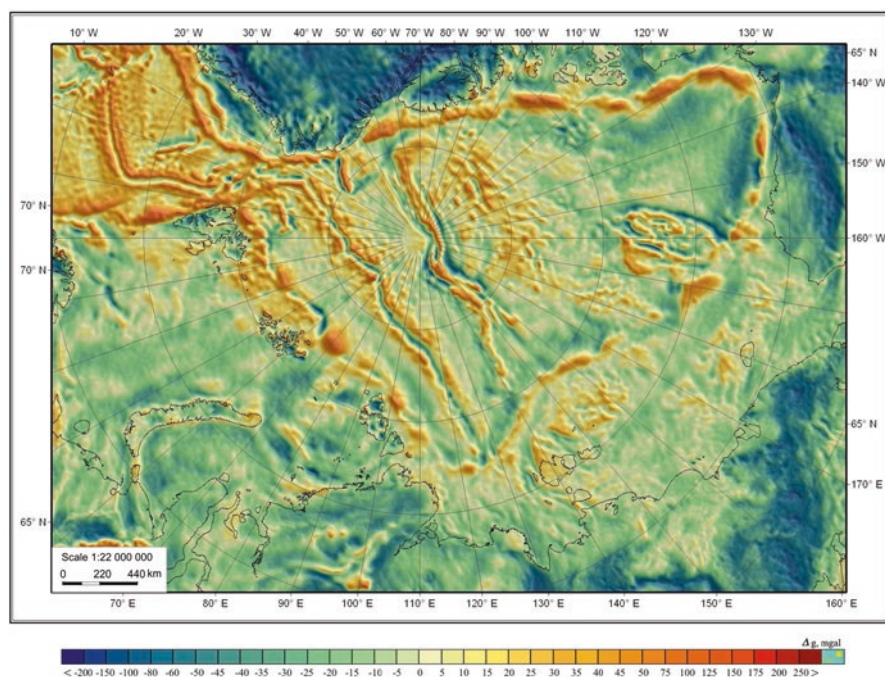 10° W 20° W 30° W 40° W 50° W 60° W 70° W 80° W 90° W 100° W 110° W 120° W 130° W
65° N
140° W
150° W
70° N
160° W
70° N
65° N
170° E
65° N
Scale 1:22 000 000
0 220 440 km
70° E 80° E 90° E 100° E 110° E 120° E 130° E 140° E 150° E 160° E
Δ g, mgal
< -200 -150 -100 -80 -60 -50 -45 -40 -35 -30 -25 -20 -15 -10 -5 0 5 10 15 20 25 30 35 40 45 50 75 100 125 150 175 200 250 >